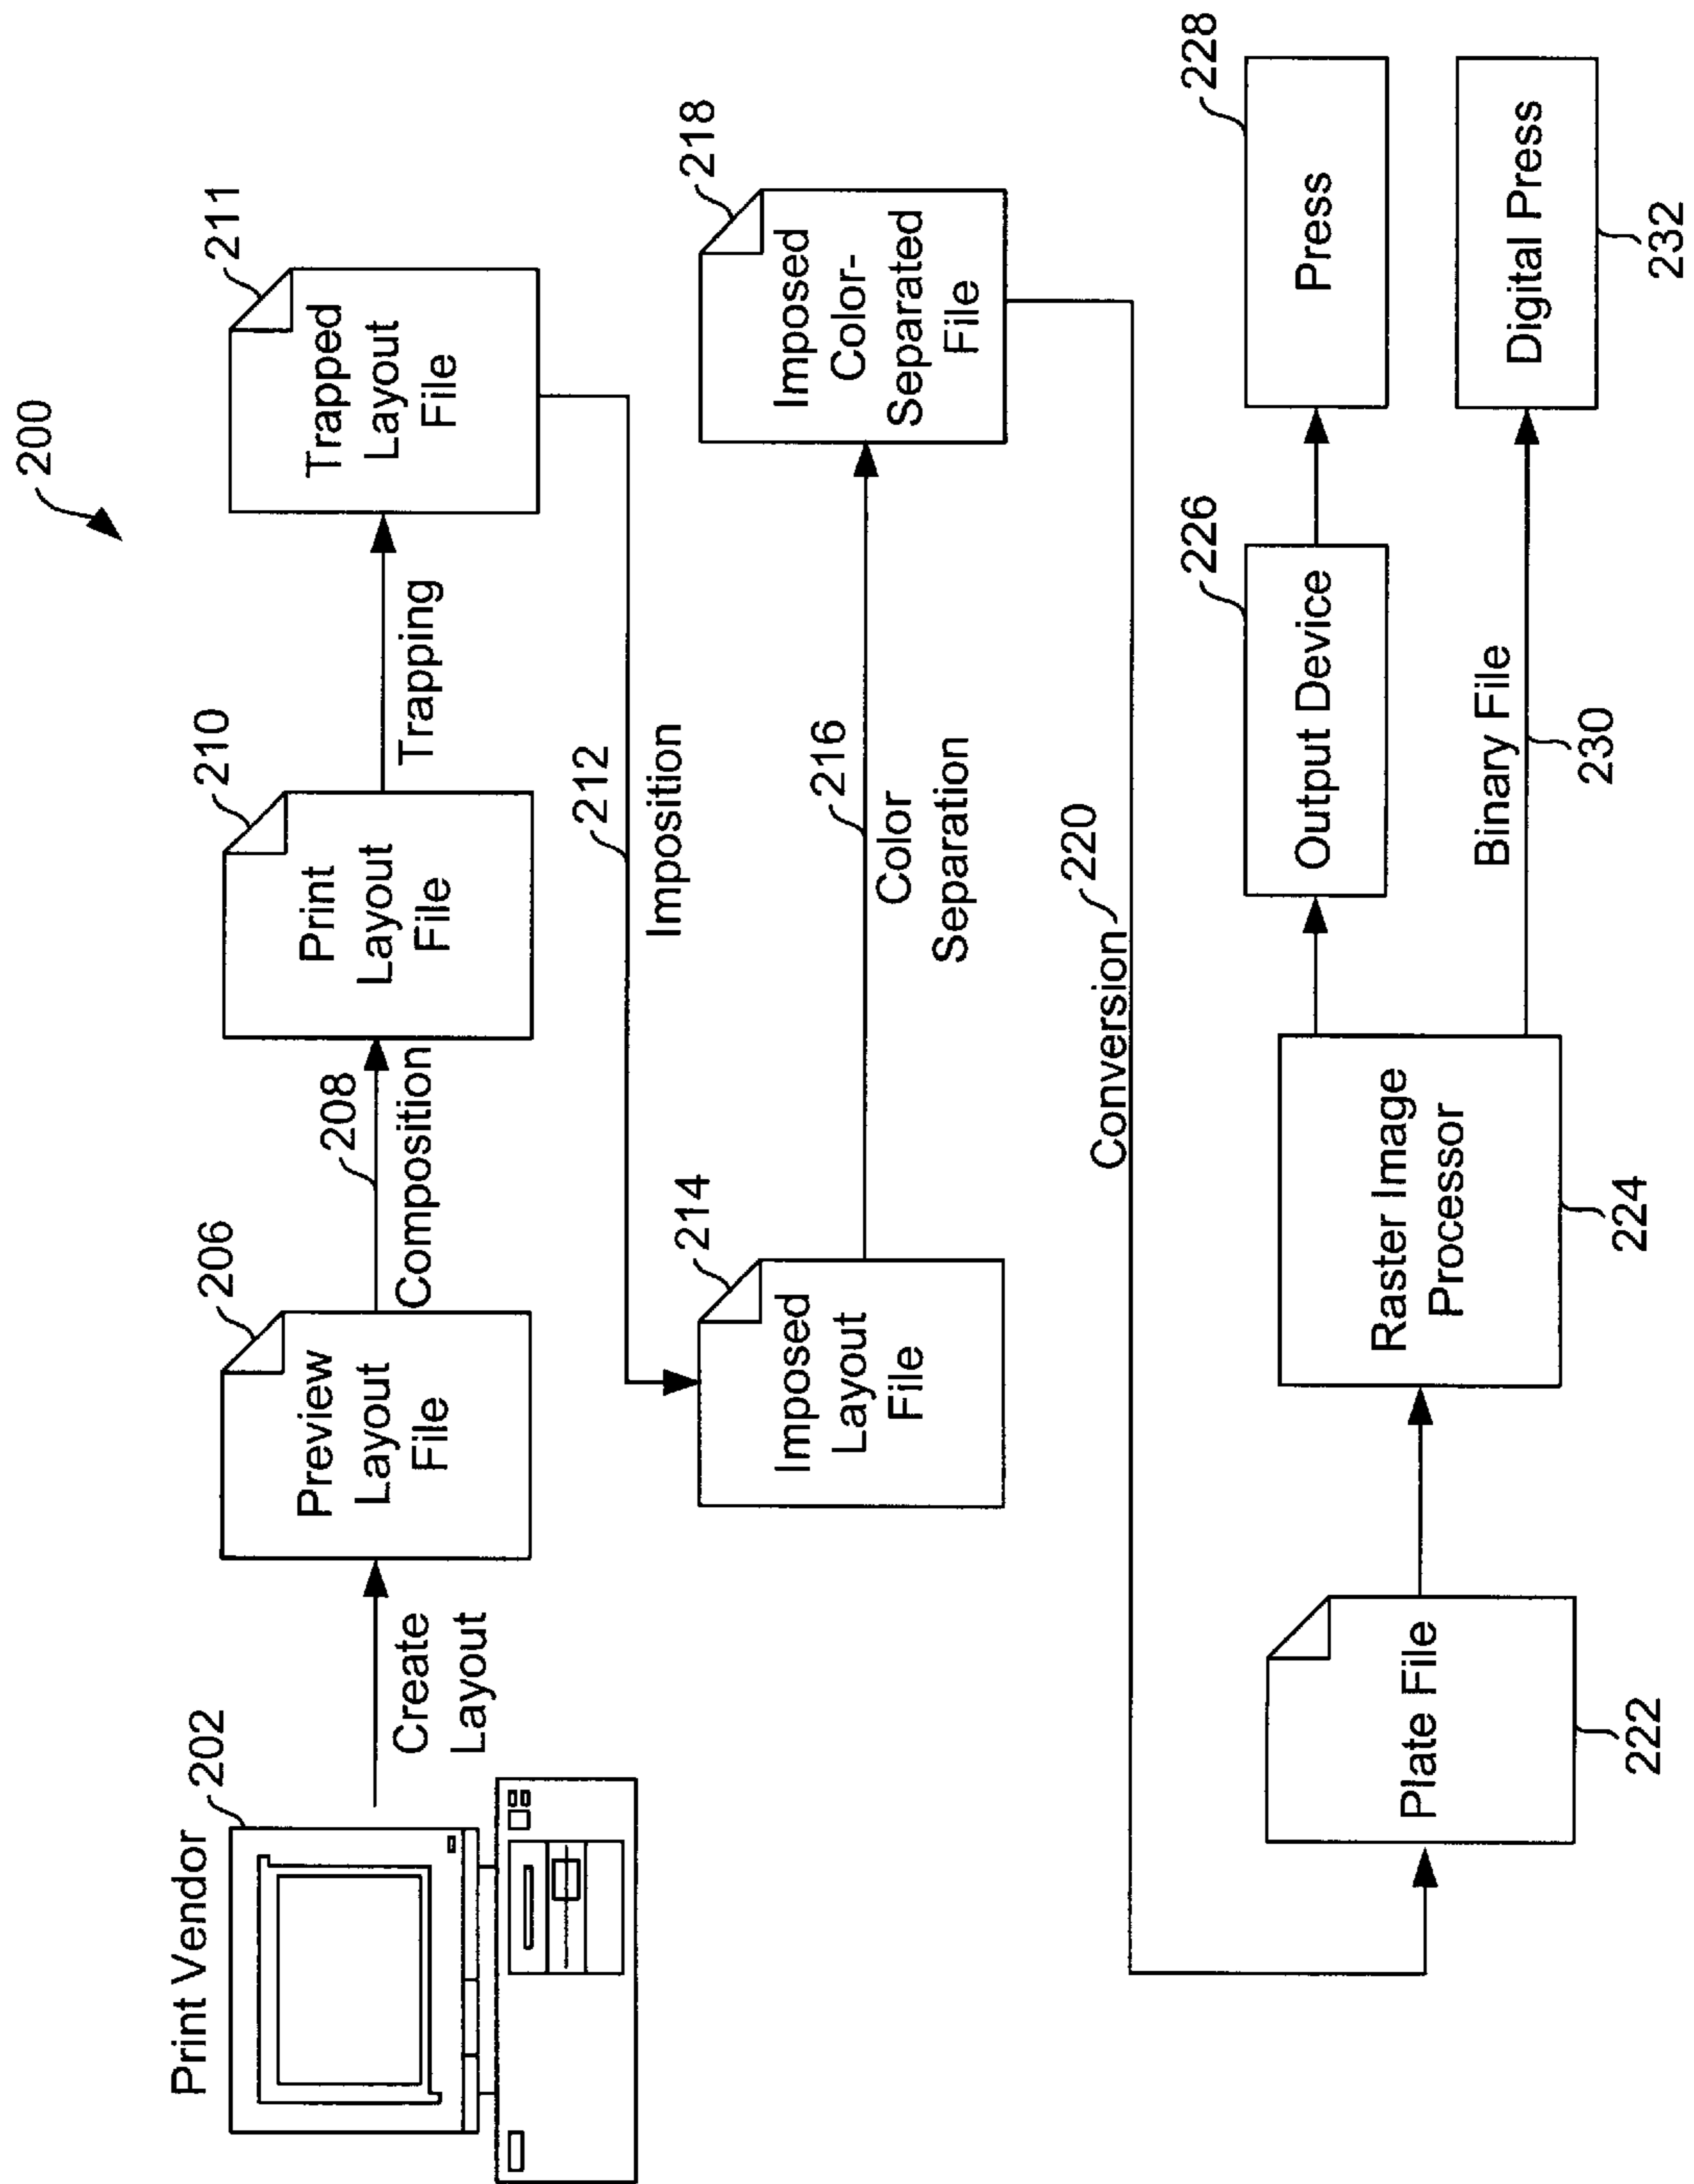 200
Print Vendor
202
Create
Layout
206
Preview
Layout
File
208
Composition
210
Print
Layout
File
Trapping
211
Trapped
Layout
File
212
Imposition
214
Imposed
Layout
File
216
Color
Separation
218
Imposed
Color-
Separated
File
Conversion
220
Plate File
222
Raster Image
Processor
224
226
Output Device
228
Press
Binary File
230
Digital Press
232